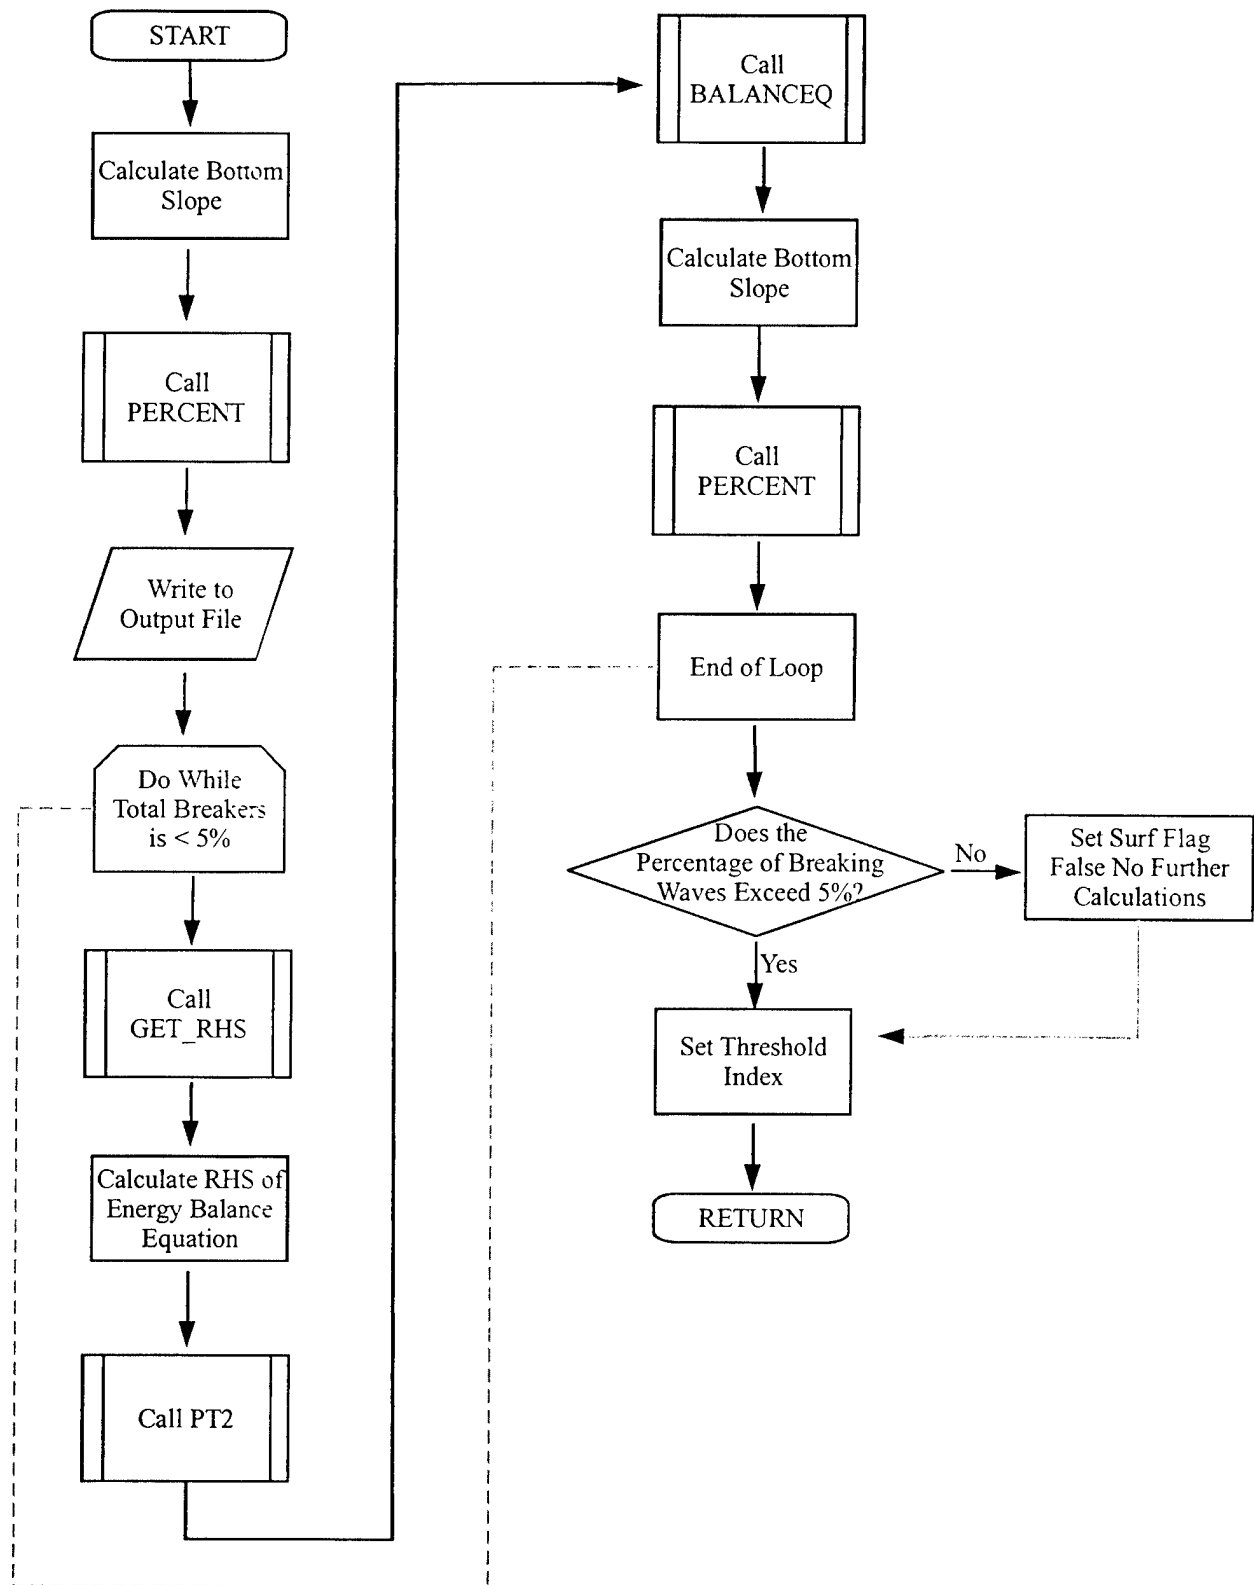 START
Calculate Bottom
Slope
Call
PERCENT
Write to
Output File
Do While
Total Breakers
is < 5%
Call
GET_RHS
Calculate RHS of
Energy Balance
Equation
Call PT2
Call
BALANCEQ
Calculate Bottom
Slope
Call
PERCENT
End of Loop
Does the
Percentage of Breaking
Waves Exceed 5%?
No
Set Surf Flag
False No Further
Calculations
Yes
Set Threshold
Index
RETURN